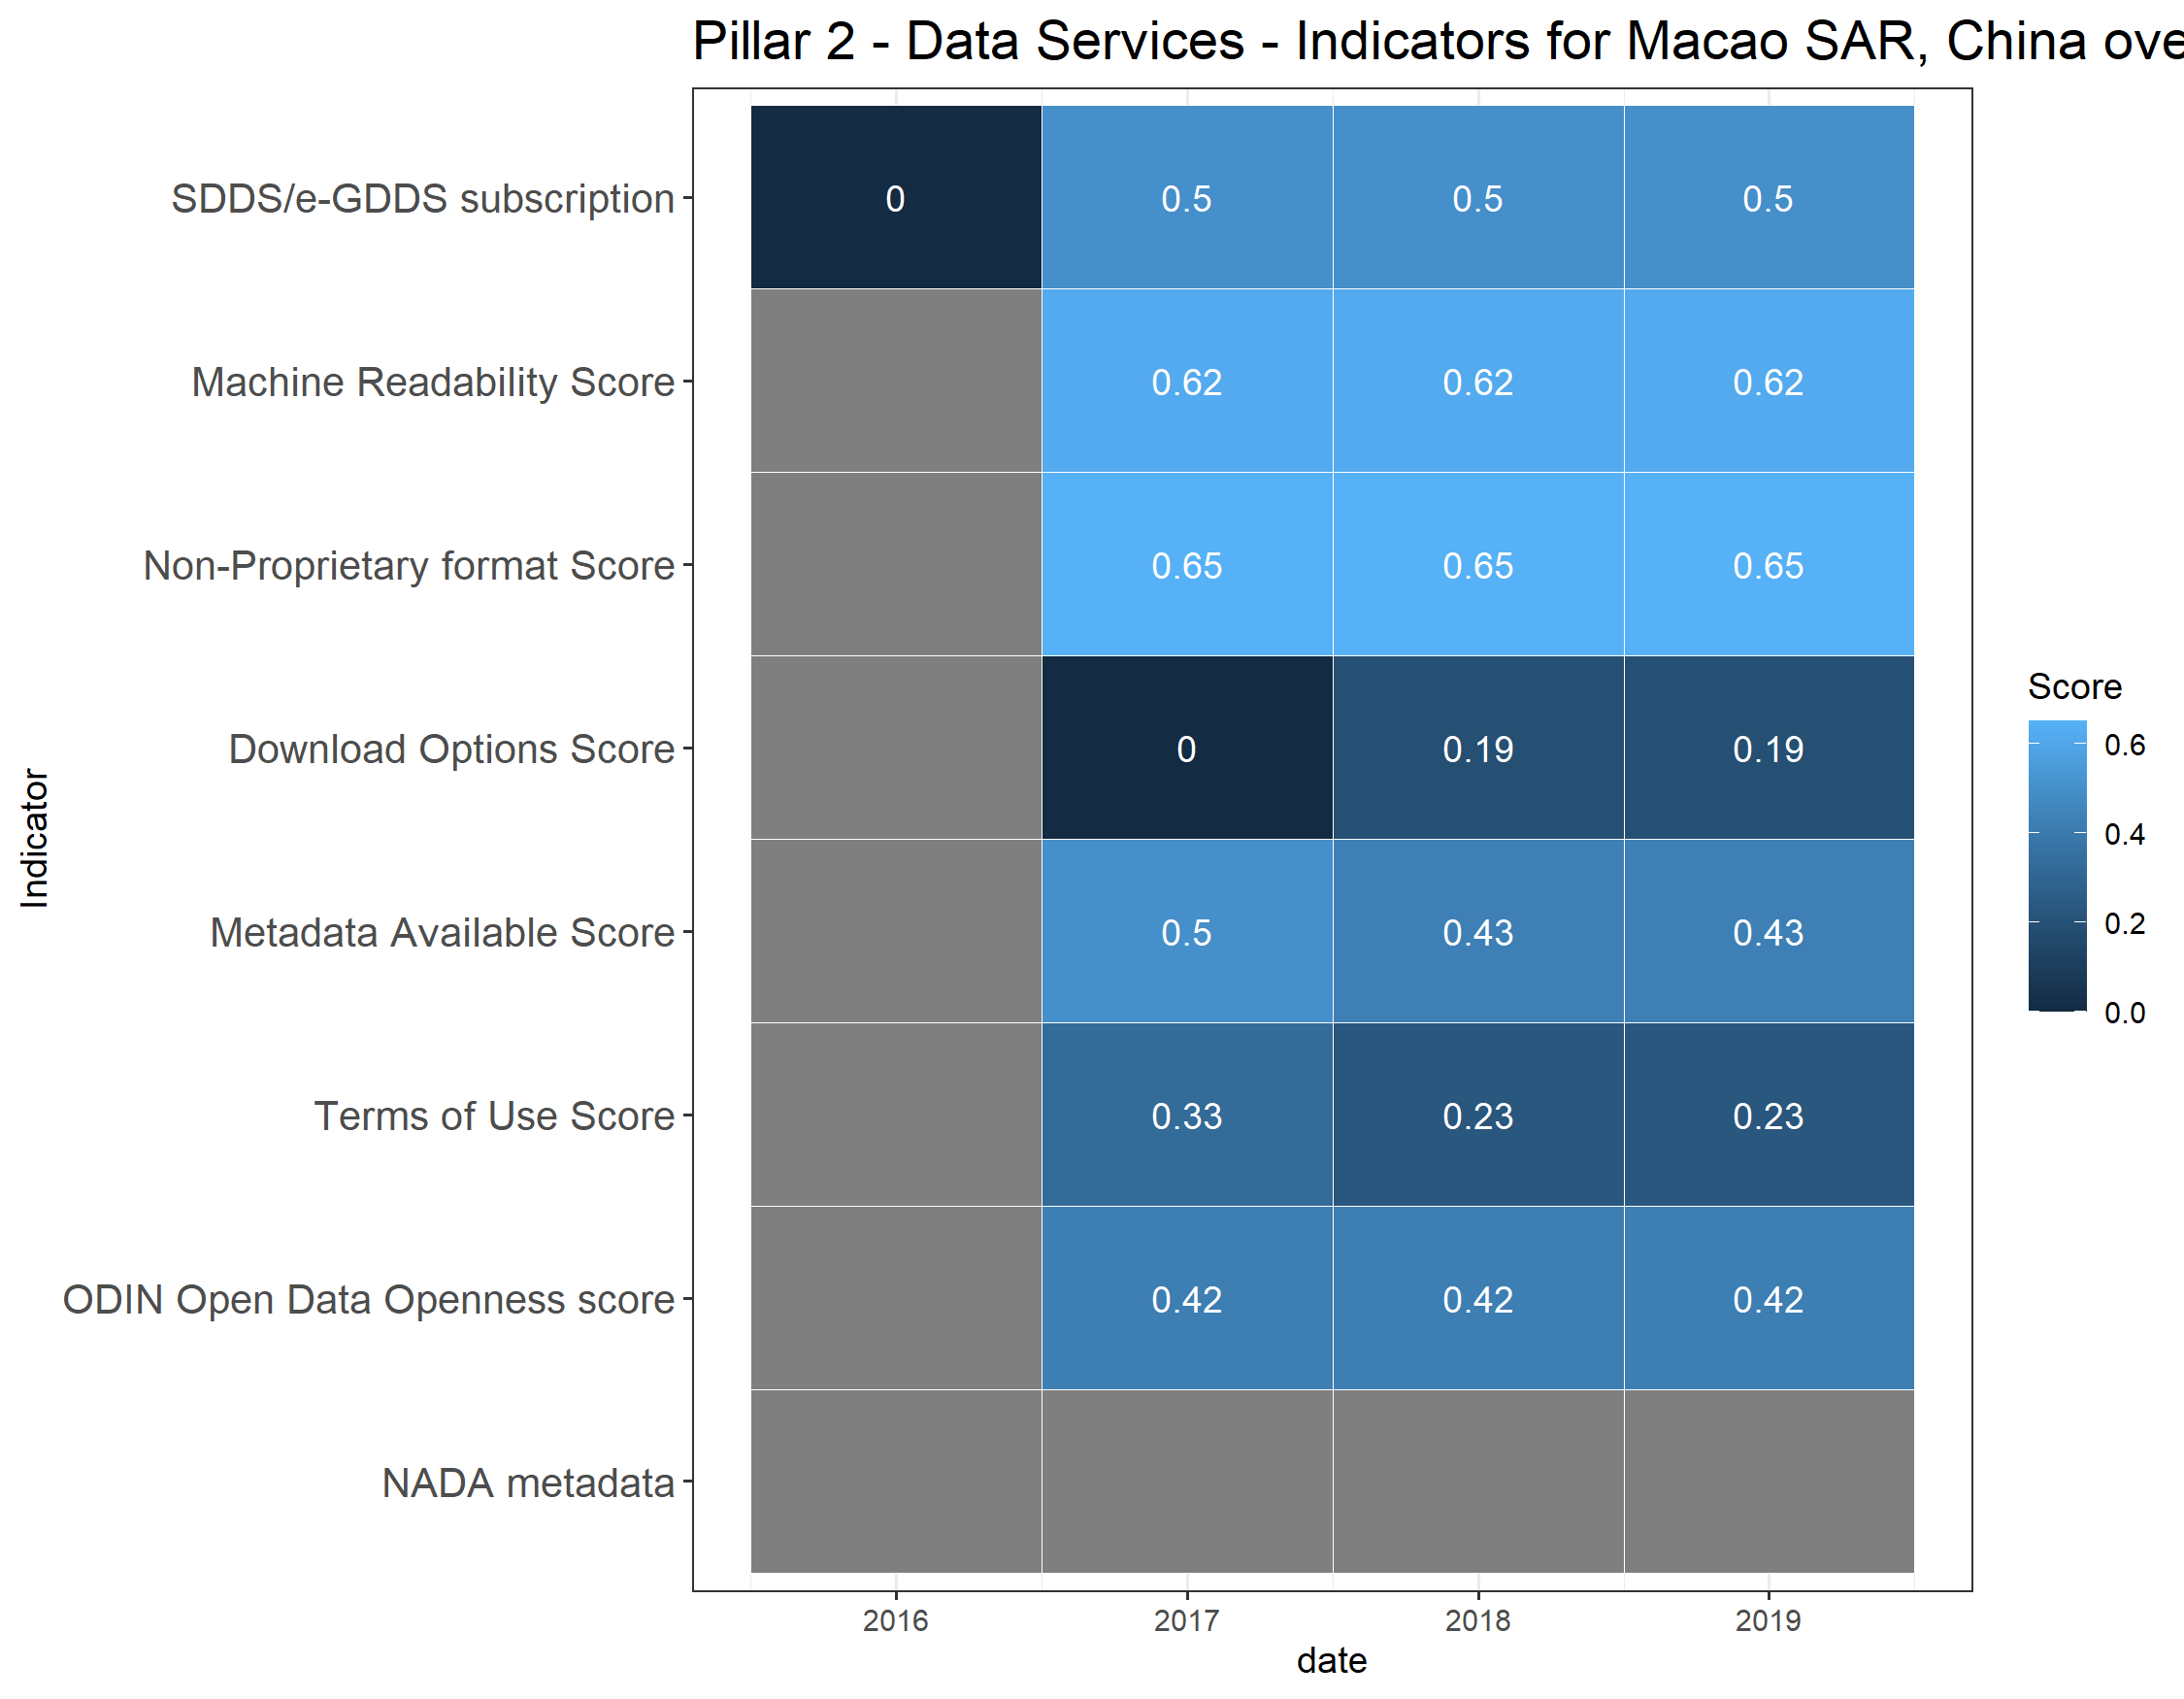 Pillar 2 - Data Services - Indicators for Macao SAR, China ove
SDDS/e-GDDS subscription 0 0.5 0.5 0.5
Machine Readability Score 0.62 0.62 0.62
Non-Proprietary format Score 0.65 0.65 0.65
Download Options Score 0 0.19 0.19
Metadata Available Score 0.5 0.43 0.43
Terms of Use Score 0.33 0.23 0.23
ODIN Open Data Openness score 0.42 0.42 0.42
NADA metadata
Indicator
2016 2017 2018 2019
date
Score
0.6
0.4
0.2
0.0